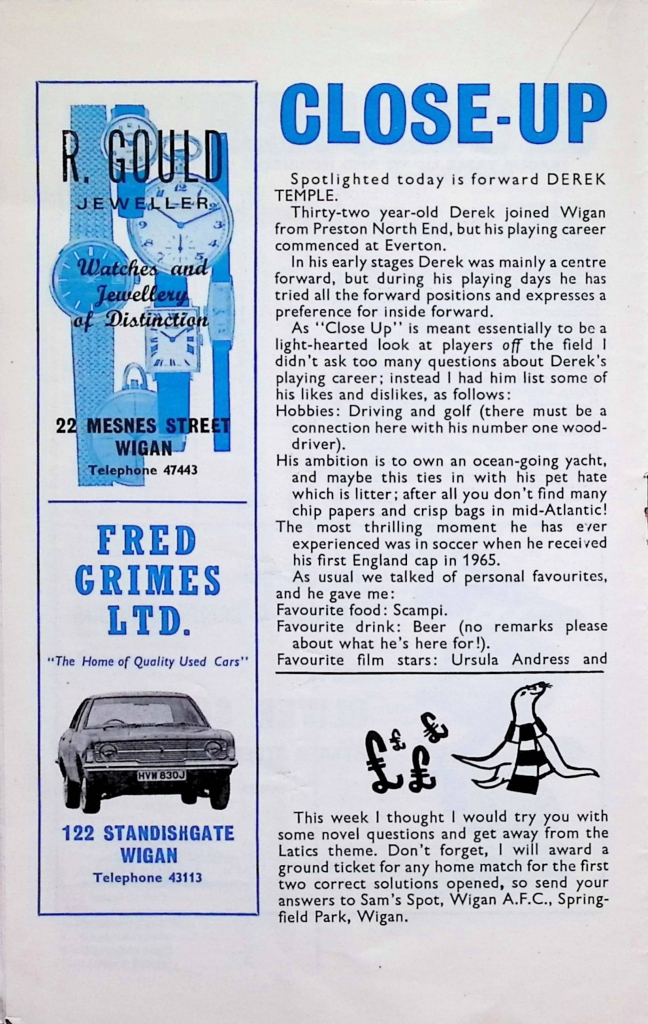 R. GOULD
JEWELLER
Watches and
Jewellery
of Distinction
22 MESNES STREET
WIGAN
Telephone 47443
FRED
GRIMES
LTD.
"The Home of Quality Used Cars"
HVW 830J
122 STANDISHGATE
WIGAN
Telephone 43113
CLOSE-UP
Spotlighted today is forward DEREK
TEMPLE.
Thirty-two year-old Derek joined Wigan
from Preston North End, but his playing career
commenced at Everton.
In his early stages Derek was mainly a centre
forward, but during his playing days he has
tried all the forward positions and expresses a
preference for inside forward.
As "Close Up" is meant essentially to be a
light-hearted look at players off the field I
didn't ask too many questions about Derek's
playing career; instead I had him list some of
his likes and dislikes, as follows:
Hobbies: Driving and golf (there must be a
connection here with his number one wood-
driver).
His ambition is to own an ocean-going yacht,
and maybe this ties in with his pet hate
which is litter; after all you don't find many
chip papers and crisp bags in mid-Atlantic!
The most thrilling moment he has ever
experienced was in soccer when he received
his first England cap in 1965.
As usual we talked of personal favourites,
and he gave me:
Favourite food: Scampi.
Favourite drink: Beer (no remarks please
about what he's here for!).
Favourite film stars: Ursula Andress and
£ £ £ £
This week I thought I would try you with
some novel questions and get away from the
Latics theme. Don't forget, I will award a
ground ticket for any home match for the first
two correct solutions opened, so send your
answers to Sam's Spot, Wigan A.F.C., Spring-
field Park, Wigan.